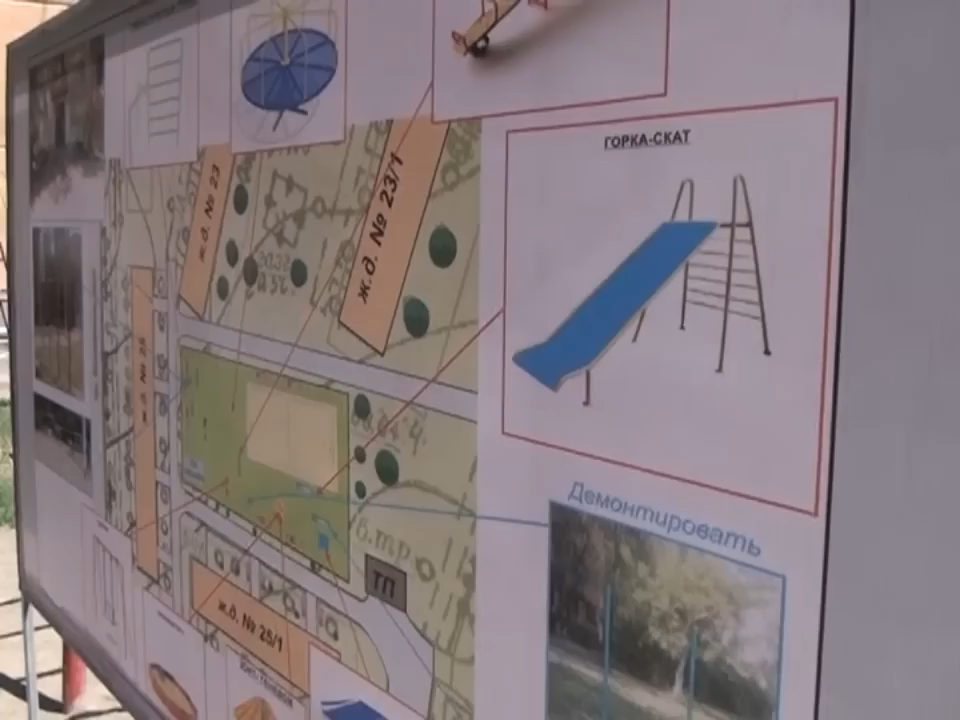 ГОРКА-СКАТ
ж.д. № 23
ж.д. № 23/1
ж.д. № 25
Демонтировать
ТП
ж.д. № 25/1